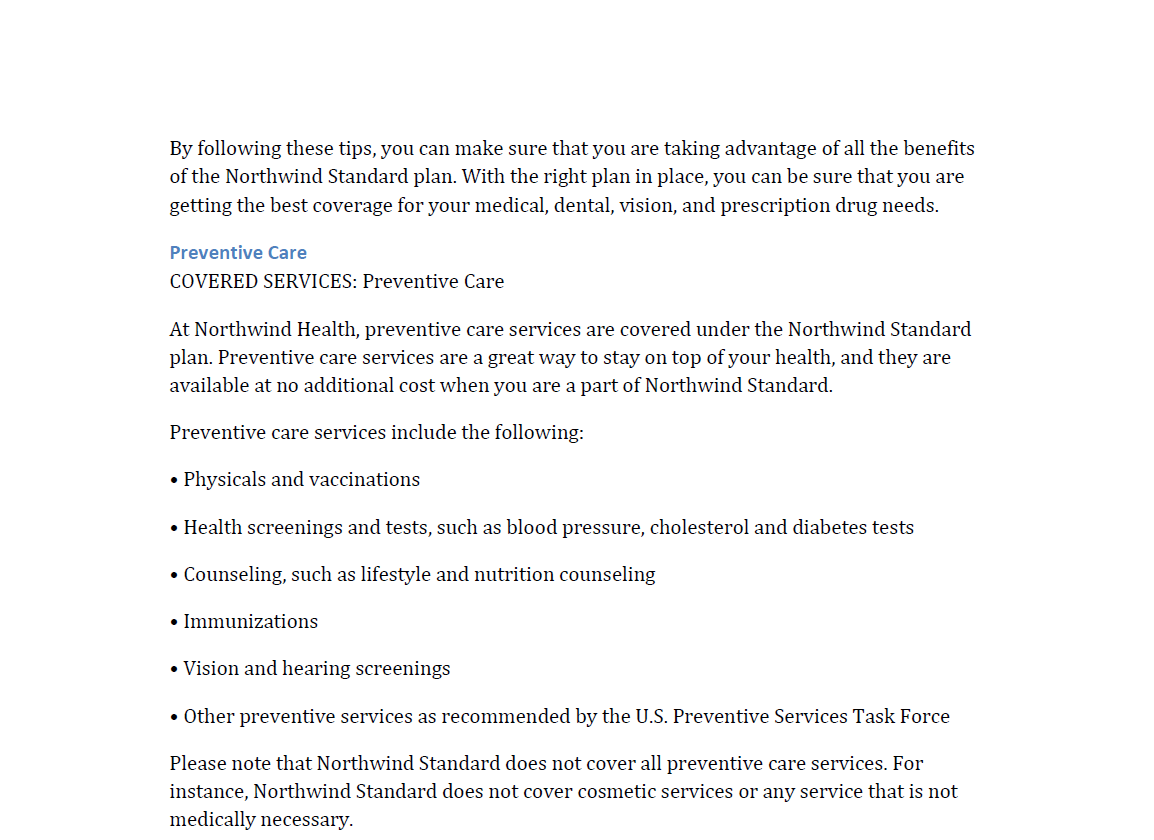 By following these tips, you can make sure that you are taking advantage of all the benefits
of the Northwind Standard plan. With the right plan in place, you can be sure that you are
getting the best coverage for your medical, dental, vision, and prescription drug needs.
Preventive Care
COVERED SERVICES: Preventive Care
At Northwind Health, preventive care services are covered under the Northwind Standard
plan. Preventive care services are a great way to stay on top of your health, and they are
available at no additional cost when you are a part of Northwind Standard.
Preventive care services include the following:
• Physicals and vaccinations
• Health screenings and tests, such as blood pressure, cholesterol and diabetes tests
• Counseling, such as lifestyle and nutrition counseling
• Immunizations
• Vision and hearing screenings
• Other preventive services as recommended by the U.S. Preventive Services Task Force
Please note that Northwind Standard does not cover all preventive care services. For
instance, Northwind Standard does not cover cosmetic services or any service that is not
medically necessary.